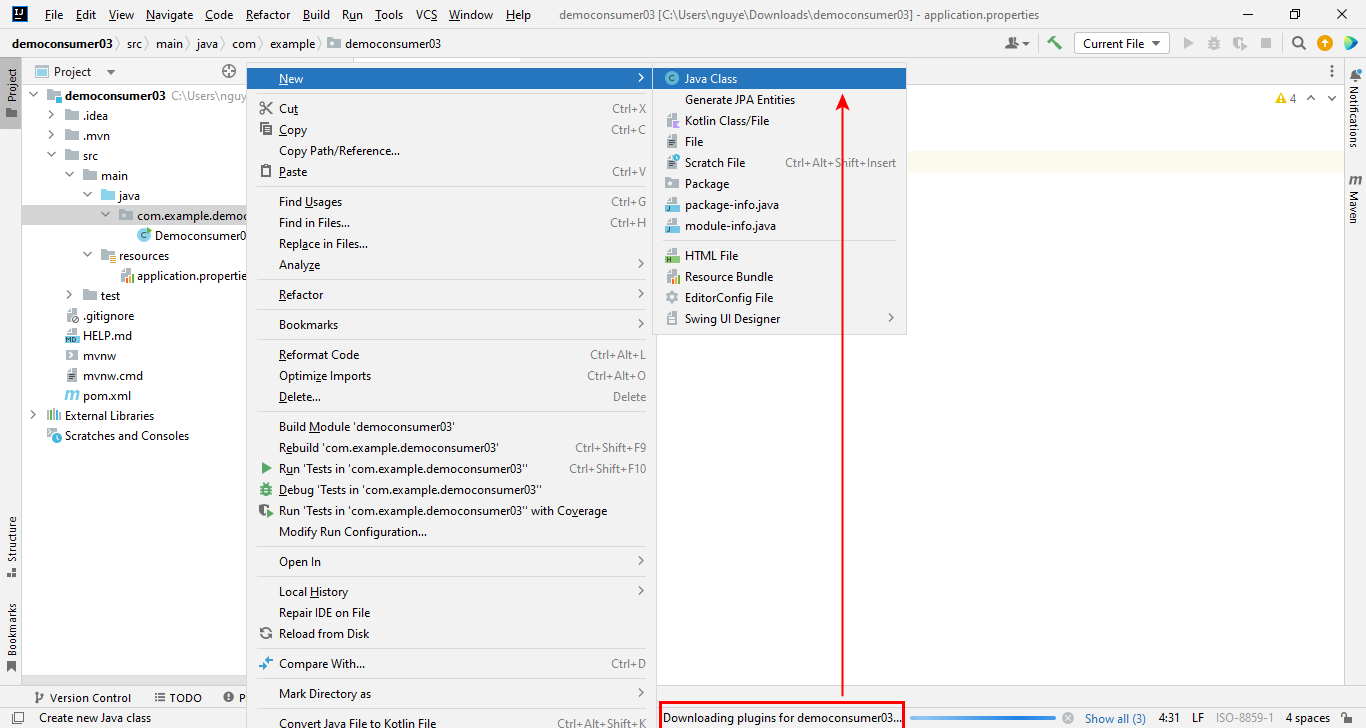 File Edit View Navigate Code Refactor Build Run Tools VCS Window Help democonsumer03 [C:\Users\nguye\Downloads\democonsumer03] - application.properties
democonsumer03 src main java com example democonsumer03 Current File
Project
Project
democonsumer03 C:\Users\nguy
.idea
.mvn
src
main
java
com.example.democ
Democonsumer0
resources
application.propertie
test
.gitignore
HELP.md
mvnw
mvnw.cmd
pom.xml
External Libraries
Scratches and Consoles
Structure
Bookmarks
New
Cut Ctrl+X
Copy Ctrl+C
Copy Path/Reference...
Paste Ctrl+V
Find Usages Ctrl+G
Find in Files... Ctrl+H
Replace in Files...
Analyze
Refactor
Bookmarks
Reformat Code Ctrl+Alt+L
Optimize Imports Ctrl+Alt+O
Delete... Delete
Build Module 'democonsumer03'
Rebuild 'com.example.democonsumer03' Ctrl+Shift+F9
Run 'Tests in 'com.example.democonsumer03'' Ctrl+Shift+F10
Debug 'Tests in 'com.example.democonsumer03''
Run 'Tests in 'com.example.democonsumer03'' with Coverage
Modify Run Configuration...
Open In
Local History
Repair IDE on File
Reload from Disk
Compare With... Ctrl+D
Mark Directory as
Convert Java File to Kotlin File Ctrl+Alt+Shift+K
Java Class
Generate JPA Entities
Kotlin Class/File
File
Scratch File Ctrl+Alt+Shift+Insert
Package
package-info.java
module-info.java
HTML File
Resource Bundle
EditorConfig File
Swing UI Designer
4
Notifications
Maven
Version Control TODO P
Create new Java class
Downloading plugins for democonsumer03... Show all (3) 4:31 LF ISO-8859-1 4 spaces